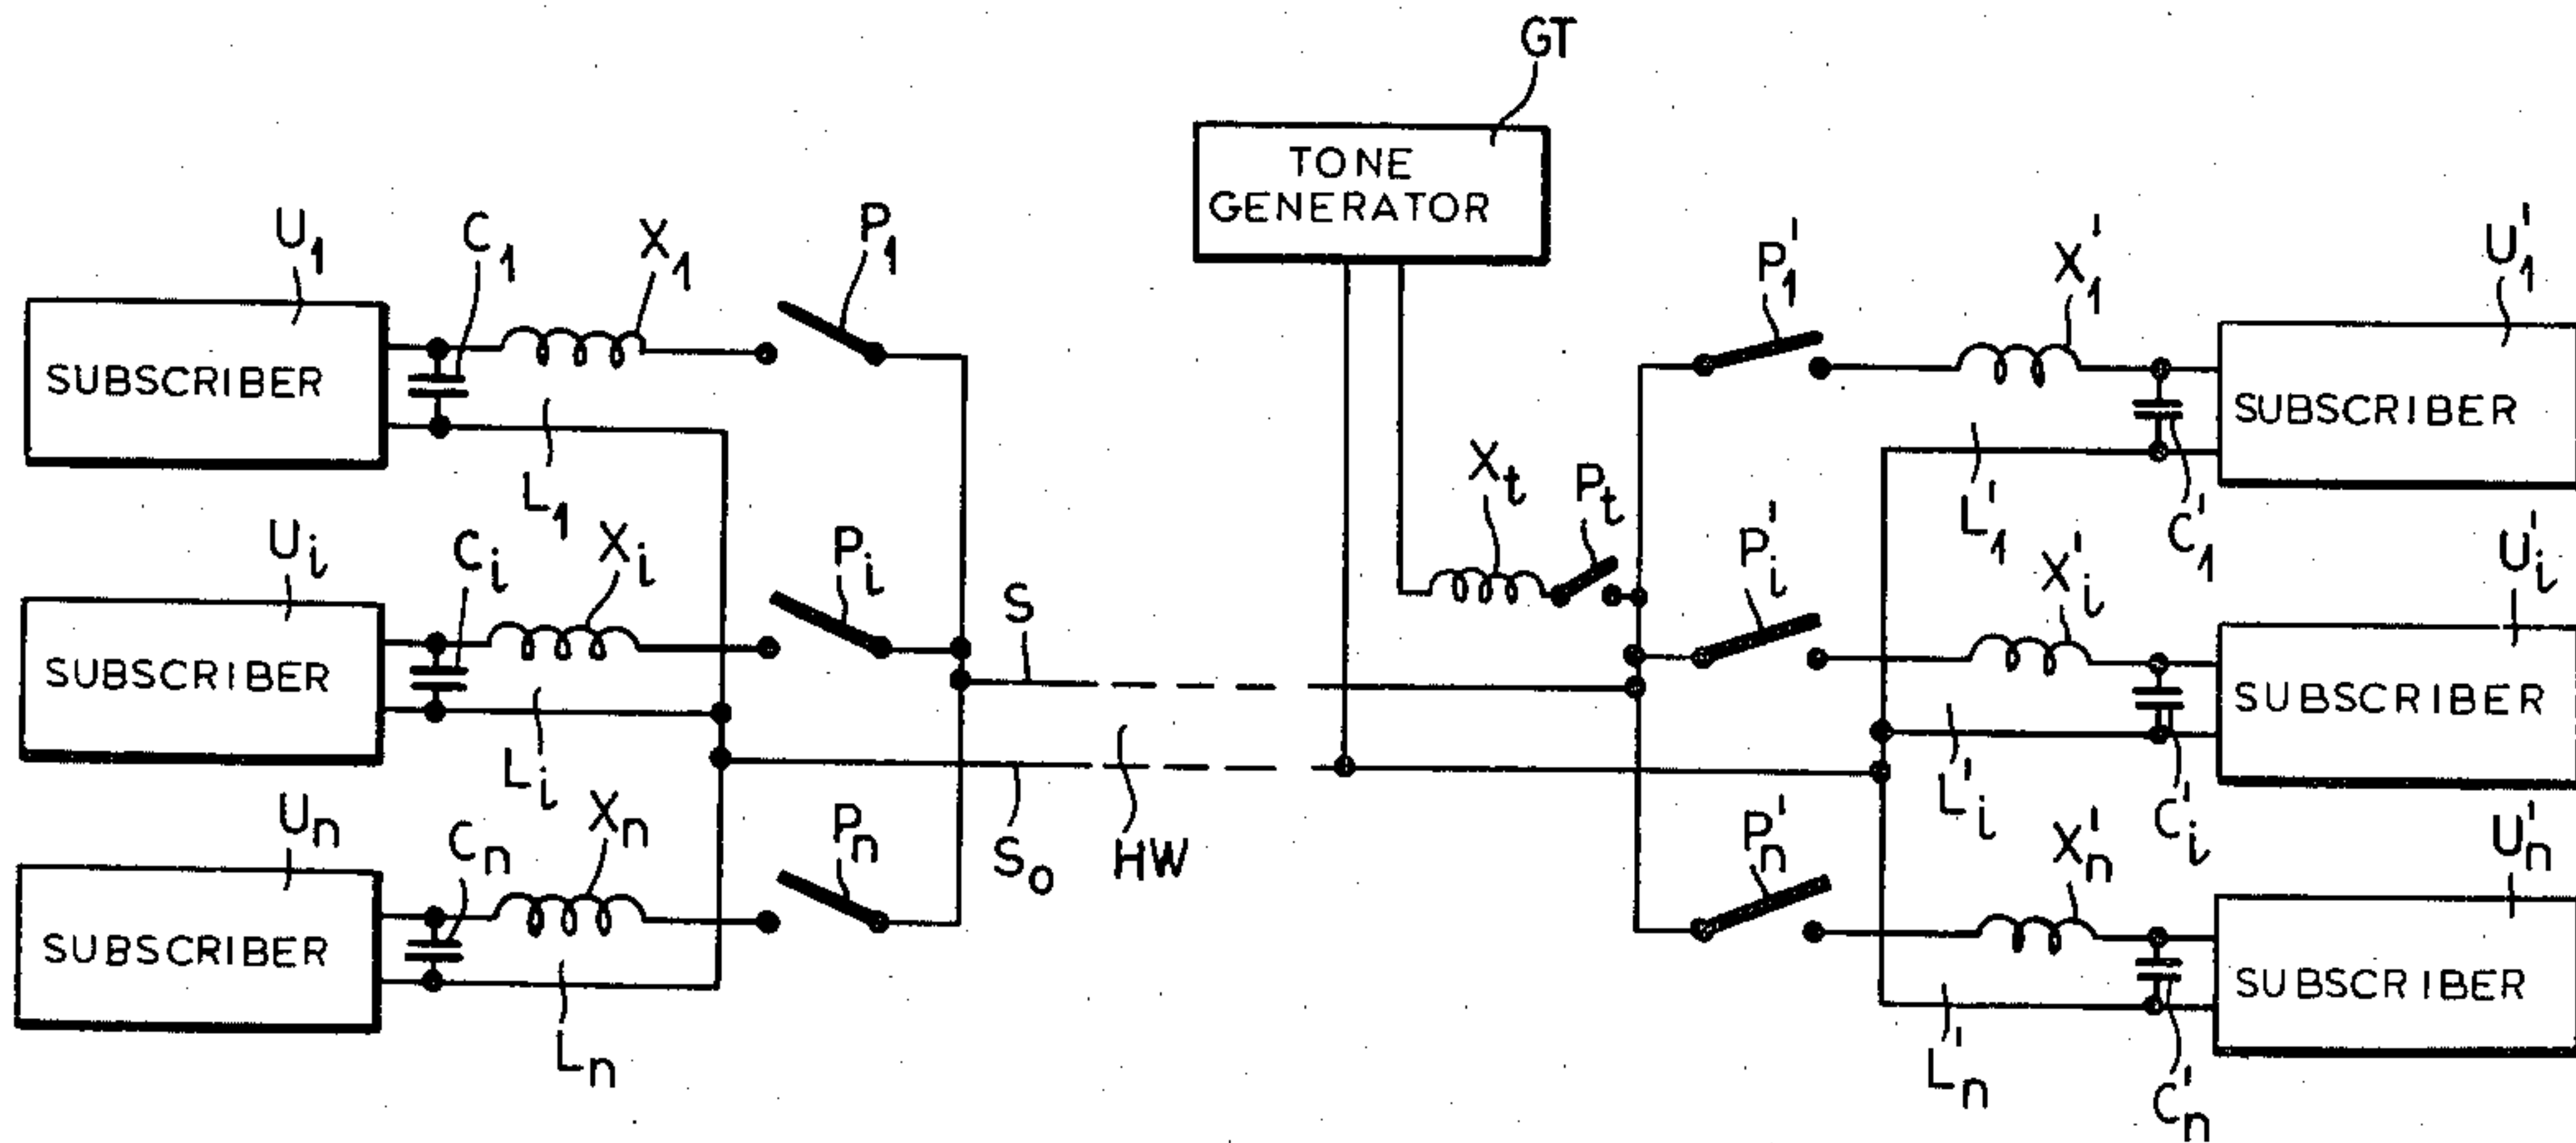 GT
TONE
GENERATOR
U1 C1 X1 P1
P'1 X'1 U'1
SUBSCRIBER
SUBSCRIBER
L1
Xt Pt
L'1 C'1
Ui Ci Xi Pi
P'i X'i U'i
S
SUBSCRIBER
SUBSCRIBER
Li
L'i C'i
Un Cn Xn Pn
S0 HW
P'n X'n U'n
SUBSCRIBER
SUBSCRIBER
Ln
L'n C'n